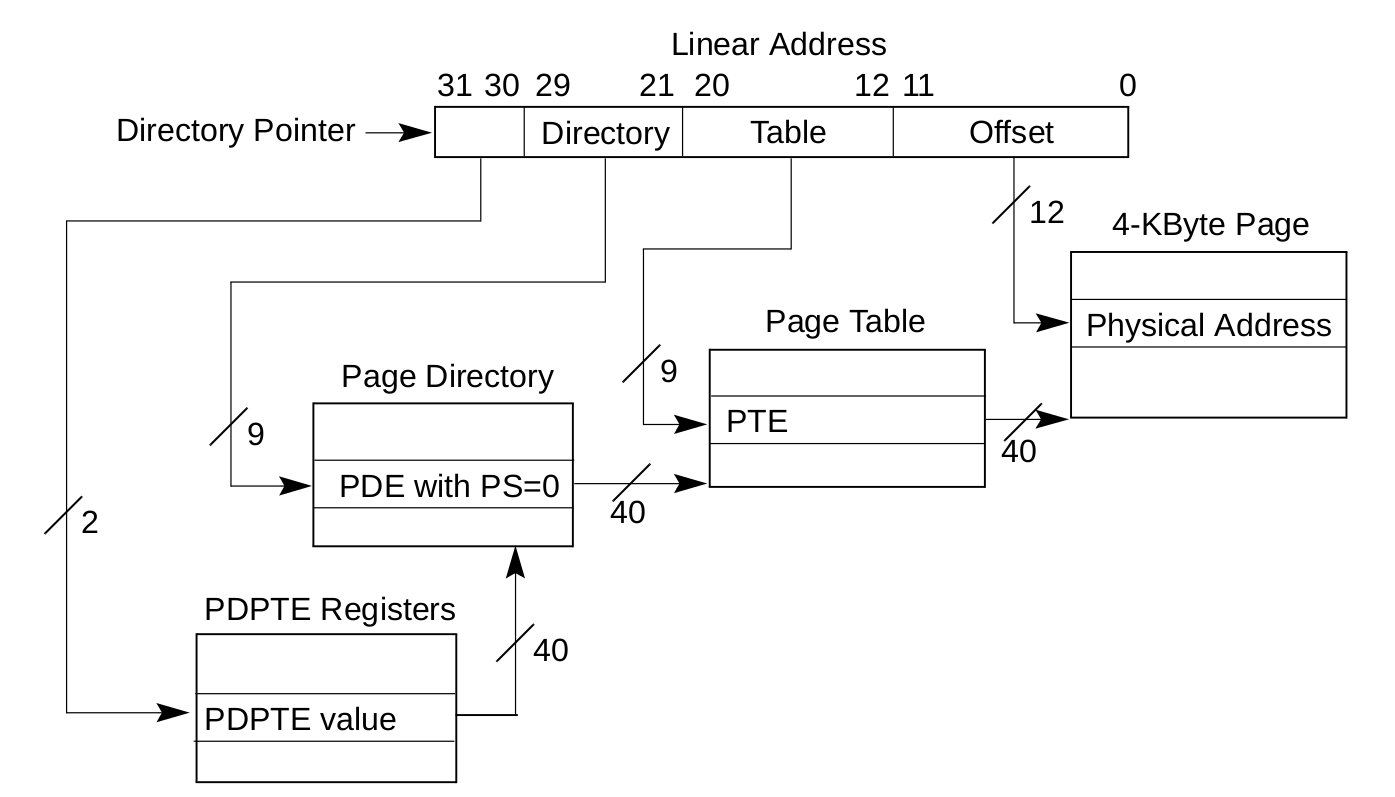 Linear Address
31 30 29 21 20 12 11 0
Directory Pointer
Directory Table Offset
12
4-KByte Page
Physical Address
Page Table
9
PTE
40
Page Directory
9
PDE with PS=0
40
2
PDPTE Registers
40
PDPTE value